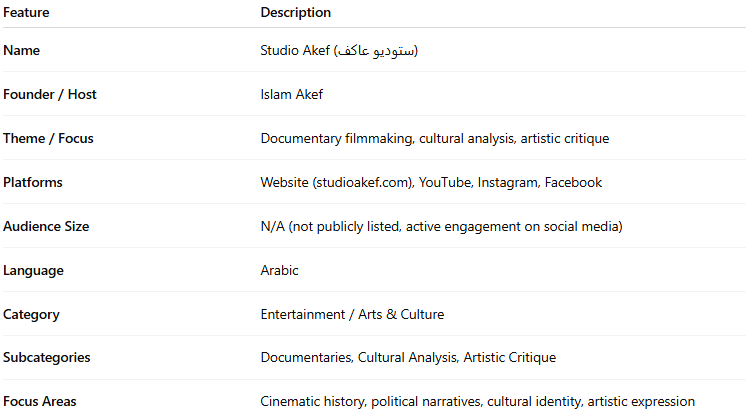 Feature Description
Name Studio Akef (ستوديو عاكف)
Founder / Host Islam Akef
Theme / Focus Documentary filmmaking, cultural analysis, artistic critique
Platforms Website (studioakef.com), YouTube, Instagram, Facebook
Audience Size N/A (not publicly listed, active engagement on social media)
Language Arabic
Category Entertainment / Arts & Culture
Subcategories Documentaries, Cultural Analysis, Artistic Critique
Focus Areas Cinematic history, political narratives, cultural identity, artistic expression